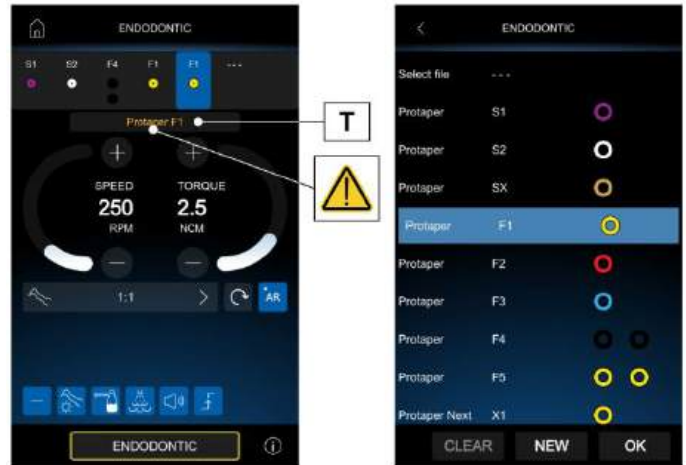 ENDODONTIC
S1 S2 F4 F1 F1 ---
Protaper F1
T
SPEED TORQUE
250 2.5
RPM NCM
1:1
AR
ENDODONTIC
ENDODONTIC
Select file ---
Protaper S1
Protaper S2
Protaper SX
Protaper F1
Protaper F2
Protaper F3
Protaper F4
Protaper F5
Protaper Next X1
CLEAR NEW OK